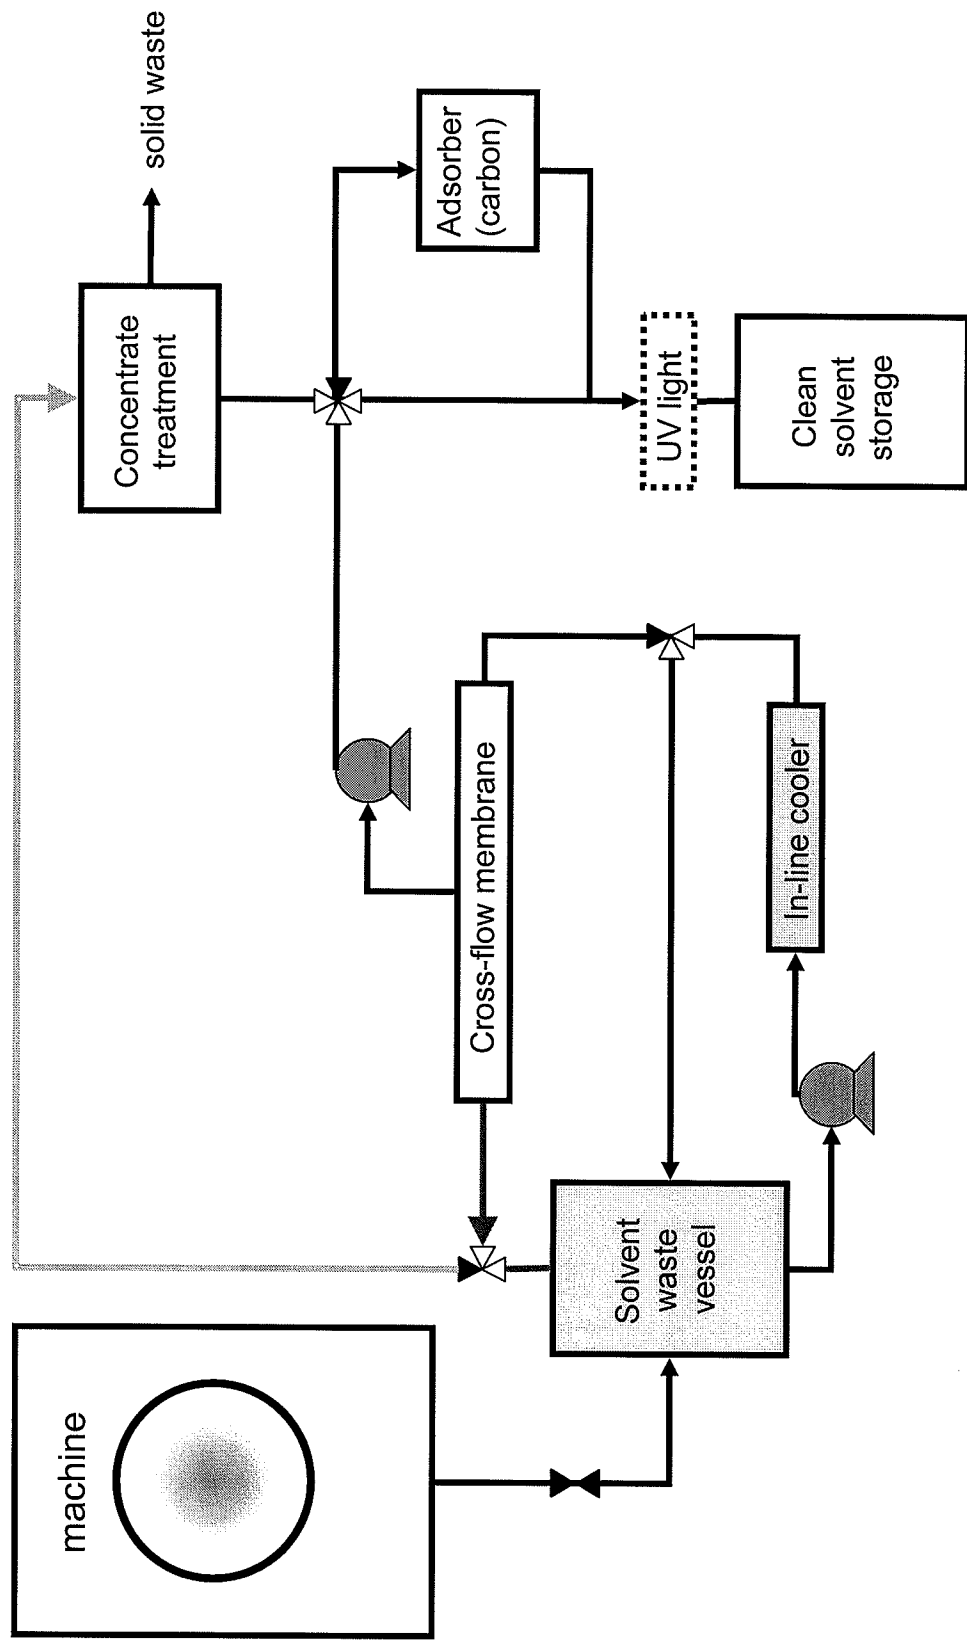 machine
Solvent
waste
vessel
Cross-flow membrane
In-line cooler
Concentrate
treatment
solid waste
Adsorber
(carbon)
UV light
Clean
solvent
storage